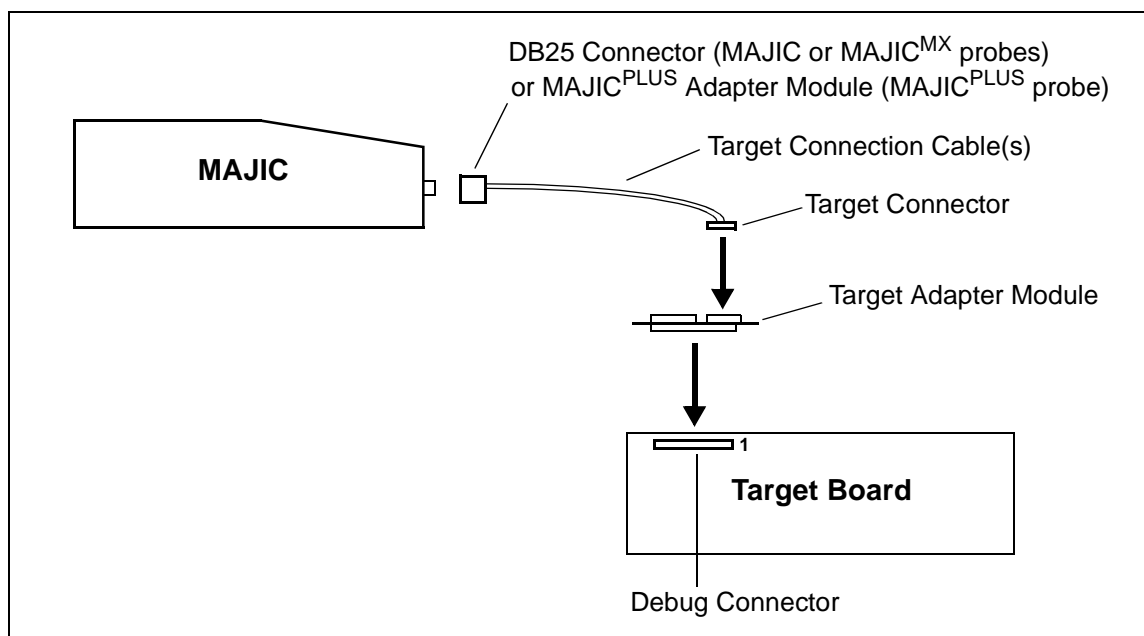 DB25 Connector (MAJIC or MAJICMX probes)
or MAJICPLUS Adapter Module (MAJICPLUS probe)
MAJIC
Target Connection Cable(s)
Target Connector
Target Adapter Module
1
Target Board
Debug Connector